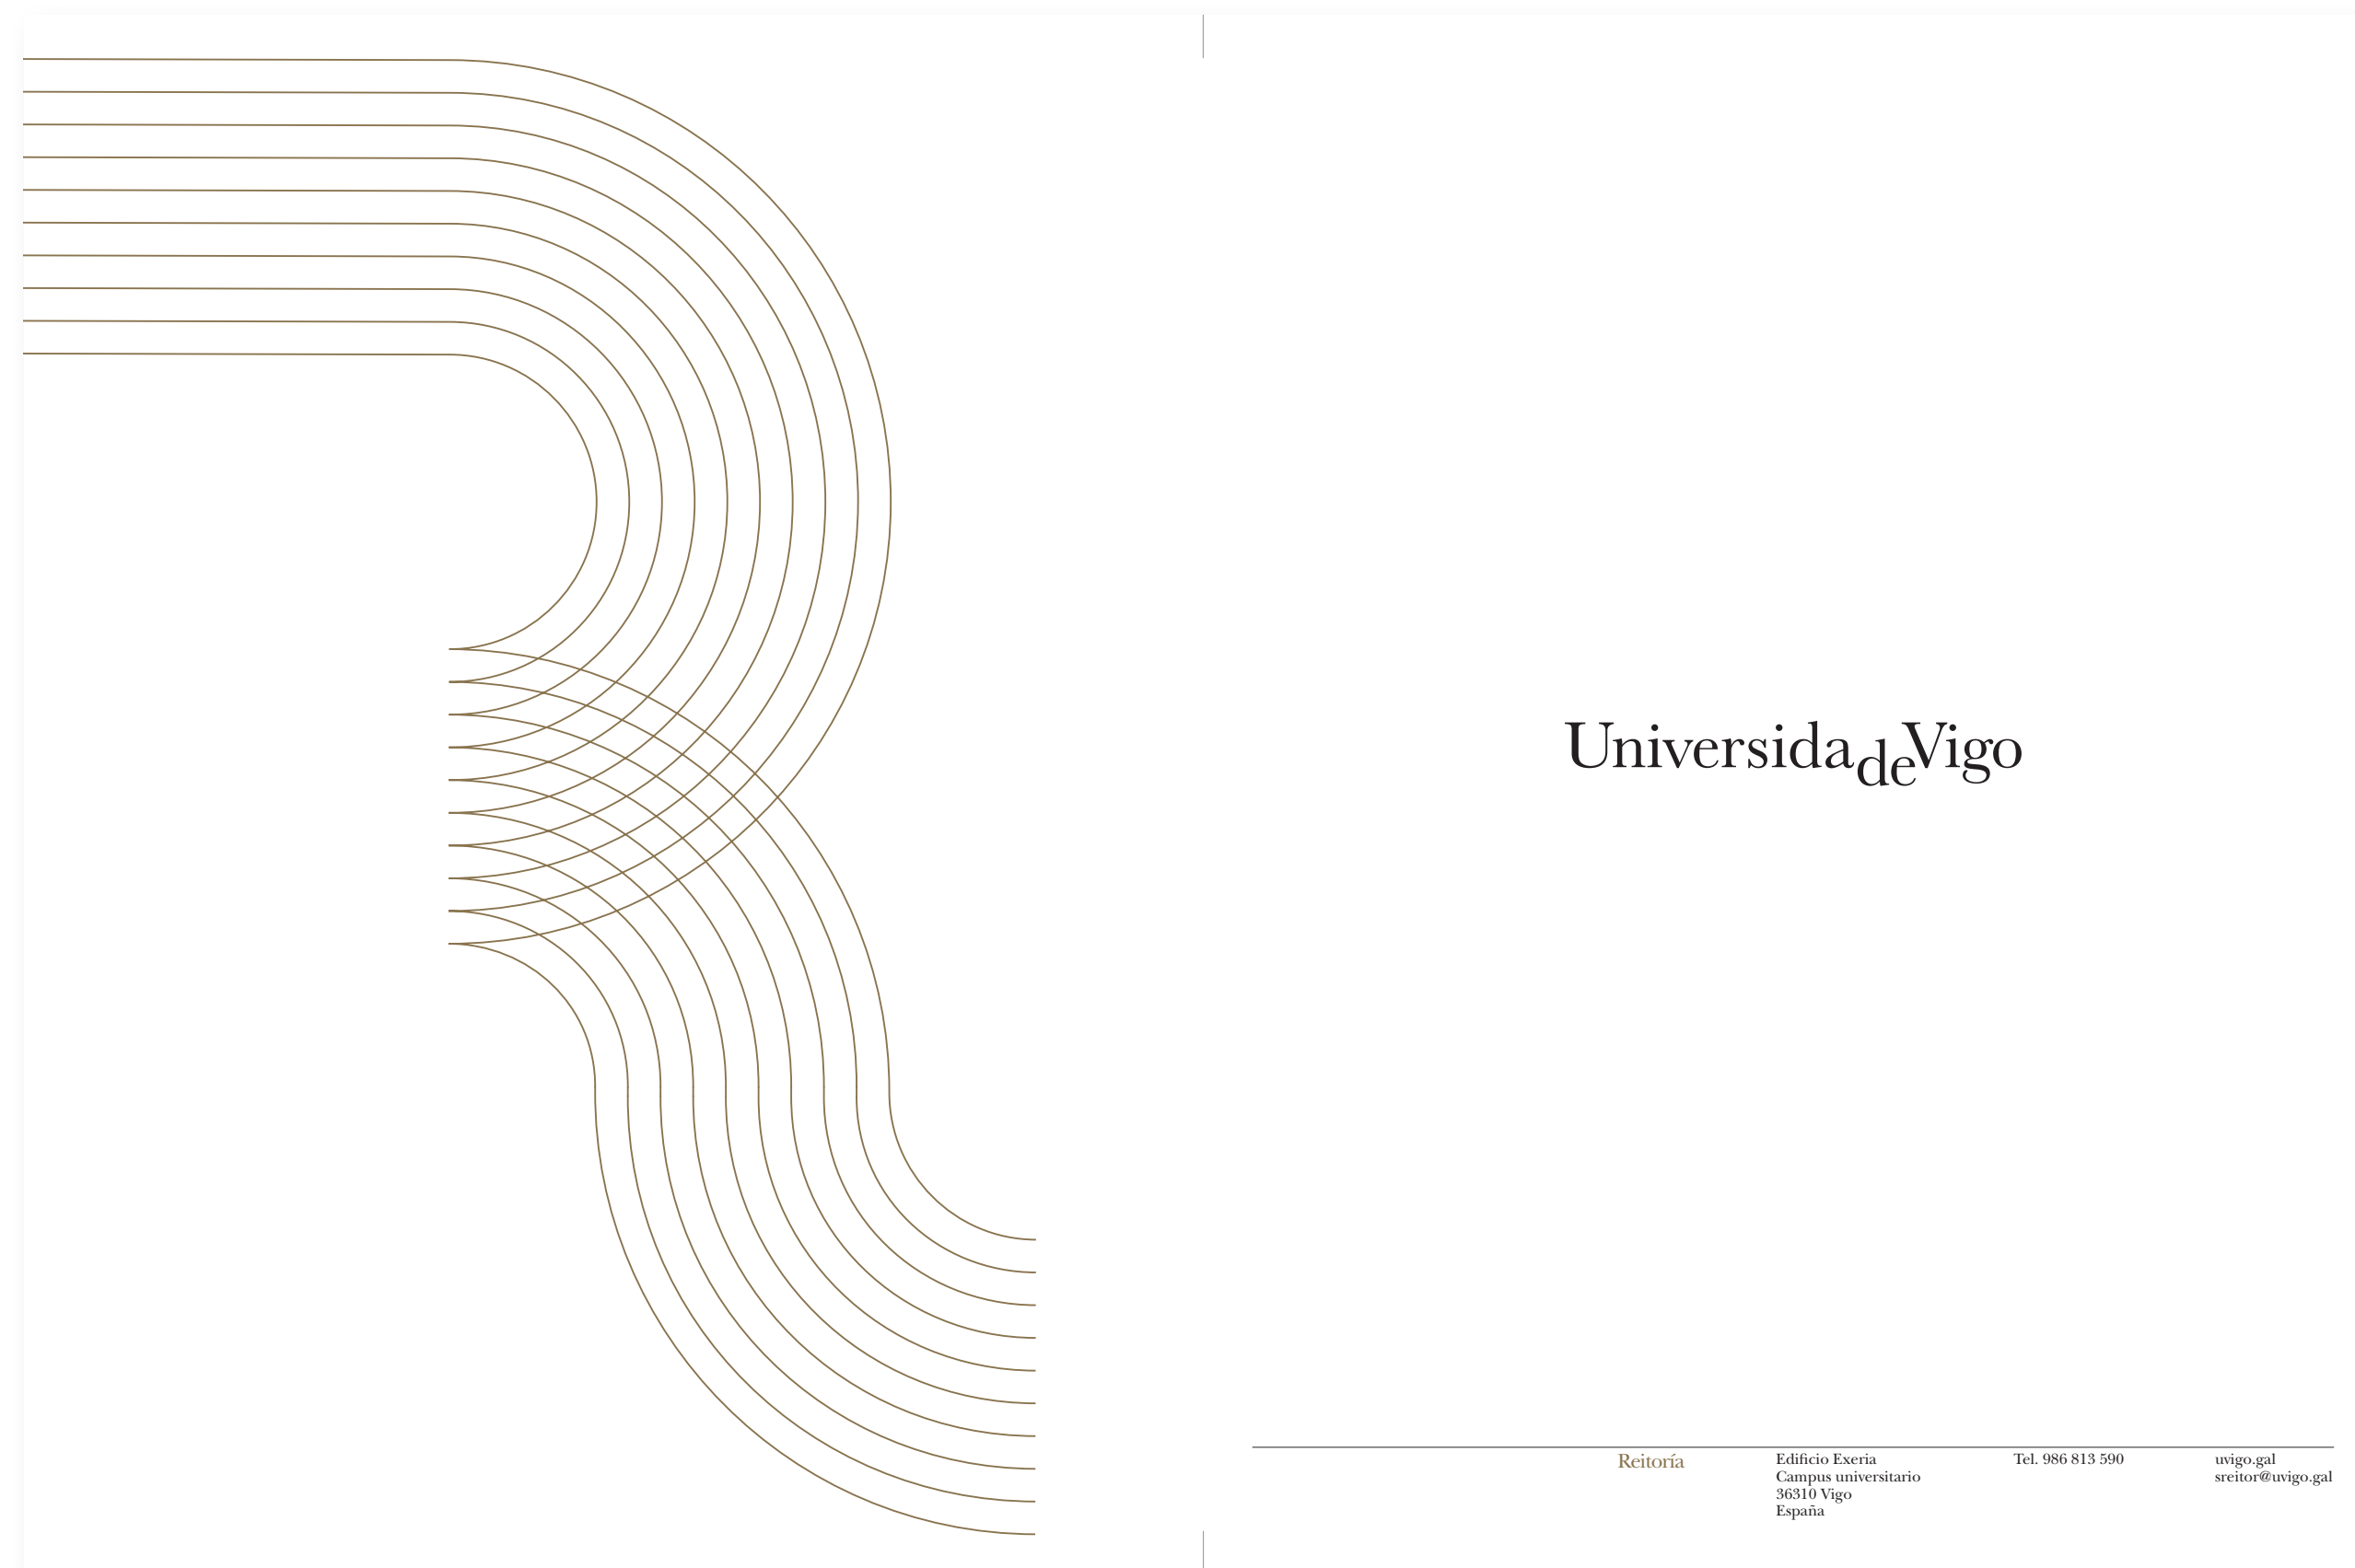 UniversidadeVigo
Reitoría
Edificio Exeria
Campus universitario
36310 Vigo
España
Tel. 986 813 590
uvigo.gal
sreitor@uvigo.gal